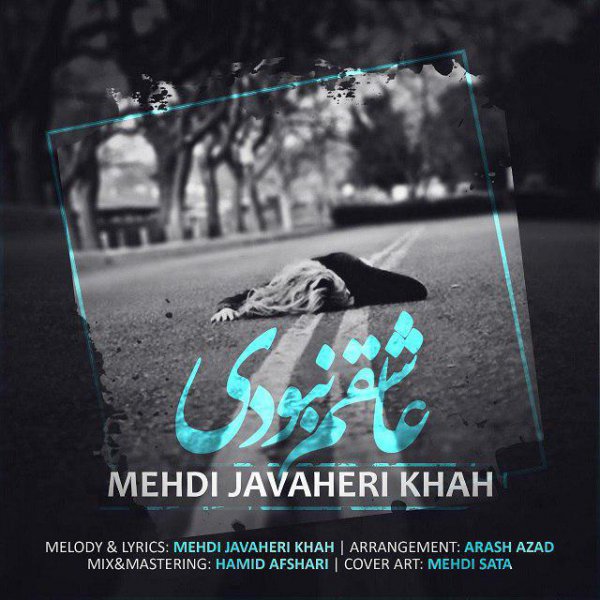 عاشقم نبودی
MEHDI JAVAHERI KHAH
MELODY & LYRICS: MEHDI JAVAHERI KHAH | ARRANGEMENT: ARASH AZAD
MIX&MASTERING: HAMID AFSHARI | COVER ART: MEHDI SATA